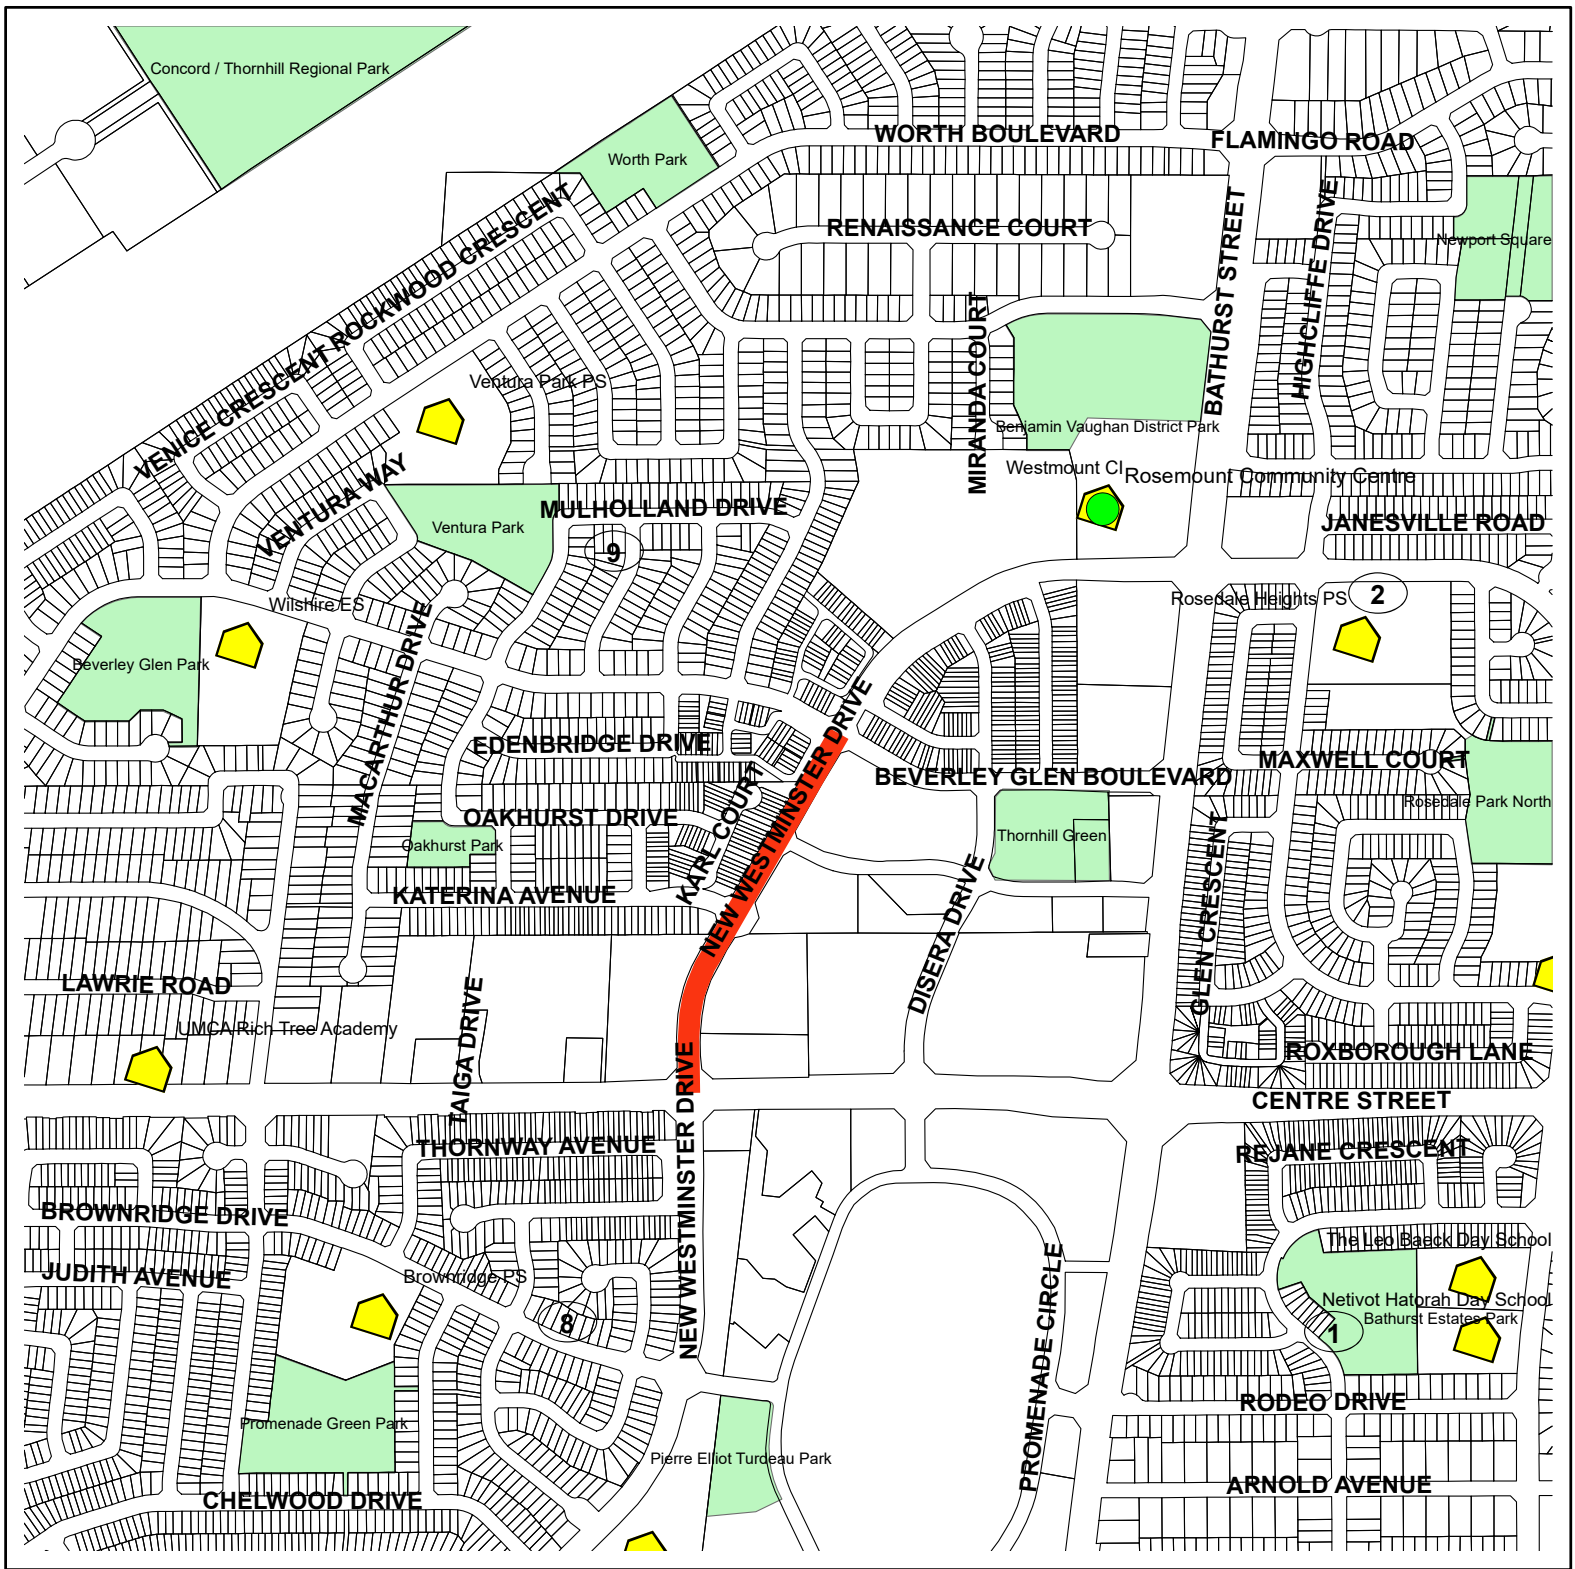 Concord / Thornhill Regional Park
WORTH BOULEVARD
FLAMINGO ROAD
Worth Park
VENICE CRESCENT
ROCKWOOD CRESCENT
RENAISSANCE COURT
BATHURST STREET
HIGHCLIFFE DRIVE
Newport Square
MIRANDA COURT
Ventura Park PS
Benjamin Vaughan District Park
Westmount CI
Rosemount Community Centre
VENTURA WAY
Ventura Park
MULHOLLAND DRIVE
JANESVILLE ROAD
9
Wilshire ES
Rosedale Heights PS
2
Beverley Glen Park
MACARTHUR DRIVE
EDENBRIDGE DRIVE
NEW WESTMINSTER DRIVE
BEVERLEY GLEN BOULEVARD
MAXWELL COURT
KARL COURT
OAKHURST DRIVE
Rosedale Park North
Oakhurst Park
Thornhill Green
KATERINA AVENUE
DISERA DRIVE
GLEN CRESCENT
LAWRIE ROAD
UMCA Rich Tree Academy
TAIGA DRIVE
ROXBOROUGH LANE
CENTRE STREET
THORNWAY AVENUE
NEW WESTMINSTER DRIVE
NEW WESTMINSTER DRIVE
REJANE CRESCENT
BROWNRIDGE DRIVE
JUDITH AVENUE
Brownridge PS
8
PROMENADE CIRCLE
The Leo Baeck Day School
Netivot Hatorah Day School
Bathurst Estates Park
1
RODEO DRIVE
Promenade Green Park
Pierre Elliot Turdeau Park
CHELWOOD DRIVE
ARNOLD AVENUE